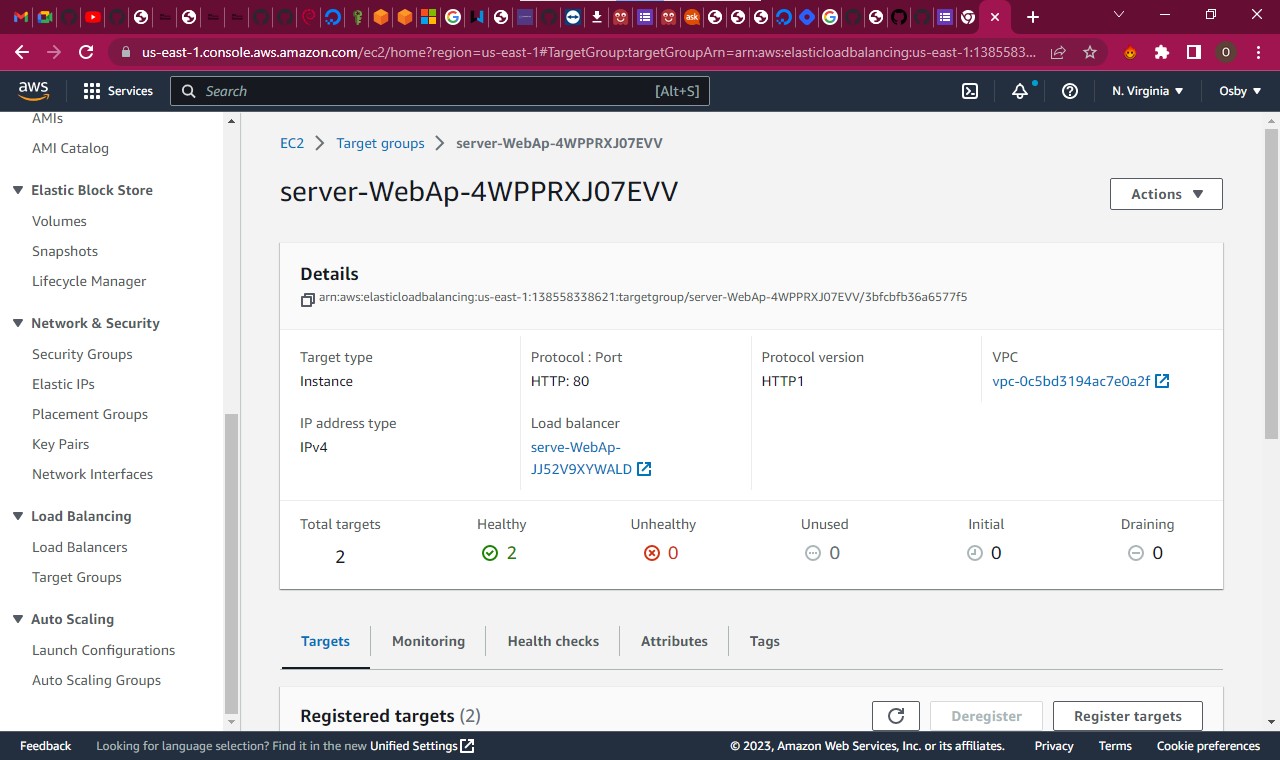 us-east-1.console.aws.amazon.com/ec2/home?region=us-east-1#TargetGroup:targetGroupArn=arn:aws:elasticloadbalancing:us-east-1:1385583...
O
aws
Services
Search
[Alt+S]
N. Virginia
Osby
AMIs
AMI Catalog
Elastic Block Store
Volumes
Snapshots
Lifecycle Manager
Network & Security
Security Groups
Elastic IPs
Placement Groups
Key Pairs
Network Interfaces
Load Balancing
Load Balancers
Target Groups
Auto Scaling
Launch Configurations
Auto Scaling Groups
EC2 > Target groups > server-WebAp-4WPPRXJ07EVV
server-WebAp-4WPPRXJ07EVV
Actions
Details
arn:aws:elasticloadbalancing:us-east-1:138558338621:targetgroup/server-WebAp-4WPPRXJ07EVV/3bfcbfb36a6577f5
Target type
Instance
Protocol : Port
HTTP: 80
Protocol version
HTTP1
VPC
vpc-0c5bd3194ac7e0a2f
IP address type
IPv4
Load balancer
serve-WebAp-
JJ52V9XYWALD
Total targets
2
Healthy
2
Unhealthy
0
Unused
0
Initial
0
Draining
0
Targets
Monitoring
Health checks
Attributes
Tags
Registered targets (2)
Deregister
Register targets
Feedback
Looking for language selection? Find it in the new Unified Settings
© 2023, Amazon Web Services, Inc. or its affiliates.
Privacy
Terms
Cookie preferences